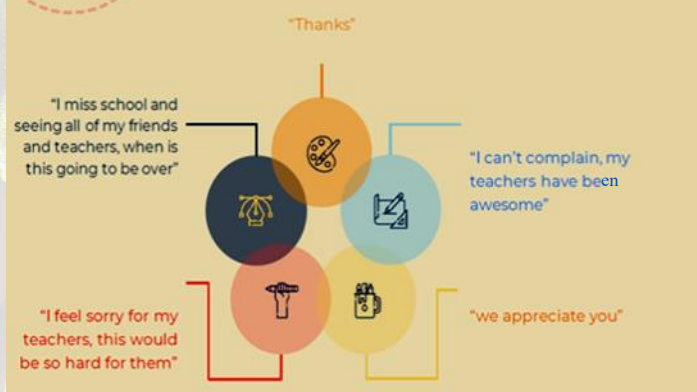 “Thanks”
“I miss school and
seeing all of my friends
and teachers, when is
this going to be over”
“I can't complain, my
teachers have been
awesome”
“I feel sorry for my
teachers, this would
be so hard for them”
“we appreciate you”